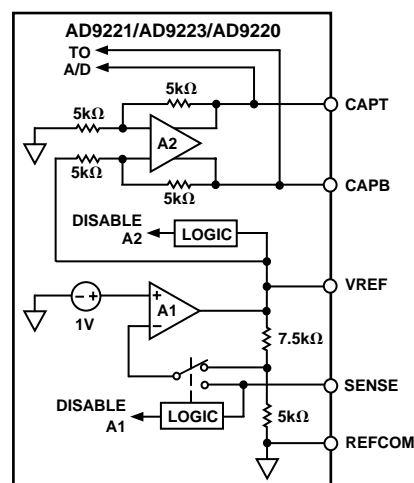 AD9221/AD9223/AD9220
TO
A/D
5kΩ
CAPT
5kΩ
A2
5kΩ
5kΩ
CAPB
DISABLE
A2
LOGIC
VREF
– +
1V
+
A1
–
7.5kΩ
SENSE
DISABLE
A1
LOGIC
5kΩ
REFCOM